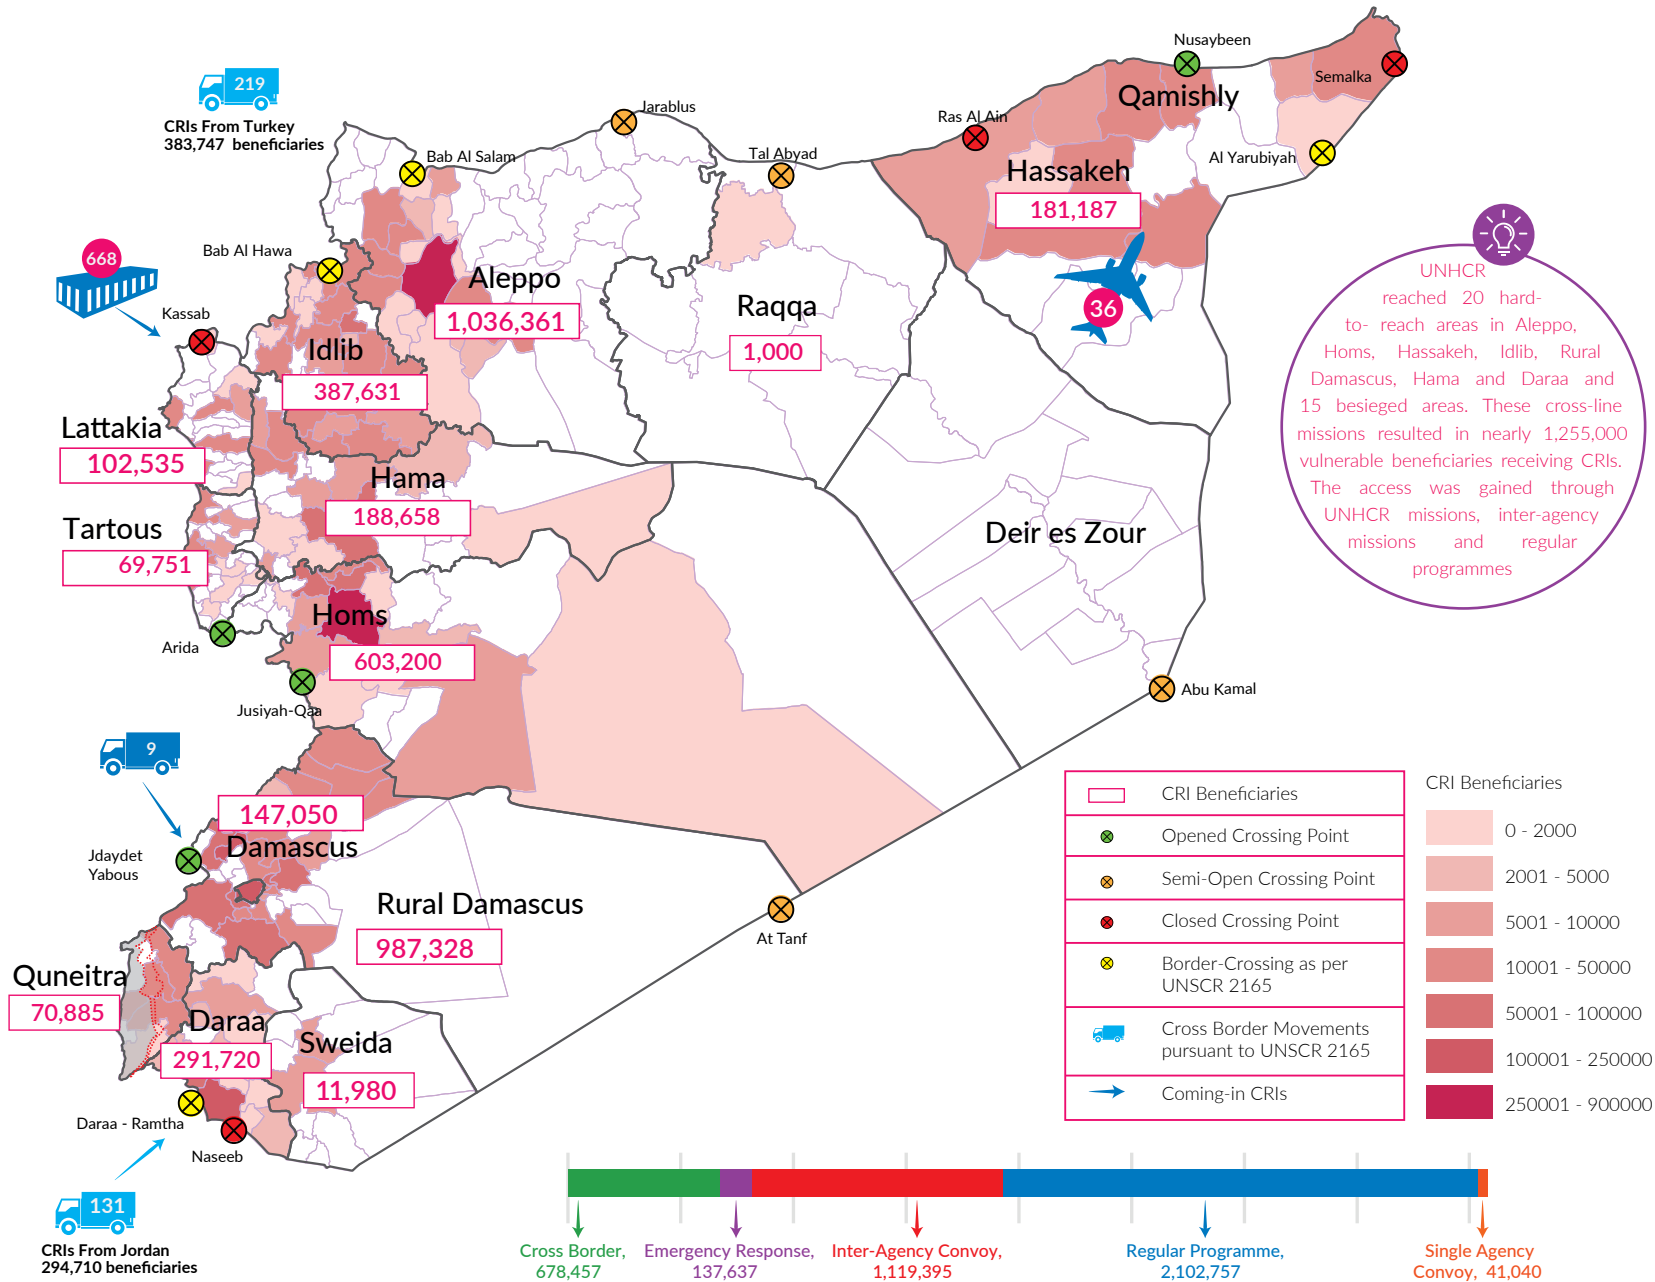 Nusaybeen
Semalka
219
CRIs From Turkey
383,747 beneficiaries
Jarablus
Qamishly
Ras Al Ain
Bab Al Salam
Tal Abyad
Al Yarubiyah
Hassakeh
181,187
Bab Al Hawa
668
Kassab
Aleppo
1,036,361
Raqqa
1,000
36
Idlib
387,631
Lattakia
102,535
Hama
188,658
Tartous
69,751
Deir es Zour
Homs
603,200
Arida
Jusiyah-Qaa
Abu Kamal
UNHCR
reached 20 hard-
to- reach areas in Aleppo,
Homs, Hassakeh, Idlib, Rural
Damascus, Hama and Daraa and
15 besieged areas. These cross-line
missions resulted in nearly 1,255,000
vulnerable beneficiaries receiving CRIs.
The access was gained through
UNHCR missions, inter-agency
missions and regular
programmes
9
147,050
Damascus
Jdaydet
Yabous
Rural Damascus
987,328
At Tanf
Quneitra
70,885
Daraa
291,720
Sweida
11,980
Daraa - Ramtha
Naseeb
131
CRIs From Jordan
294,710 beneficiaries
CRI Beneficiaries
Opened Crossing Point
Semi-Open Crossing Point
Closed Crossing Point
Border-Crossing as per
UNSCR 2165
Cross Border Movements
pursuant to UNSCR 2165
Coming-in CRIs
CRI Beneficiaries
0 - 2000
2001 - 5000
5001 - 10000
10001 - 50000
50001 - 100000
100001 - 250000
250001 - 900000
Cross Border,
678,457
Emergency Response,
137,637
Inter-Agency Convoy,
1,119,395
Regular Programme,
2,102,757
Single Agency
Convoy, 41,040